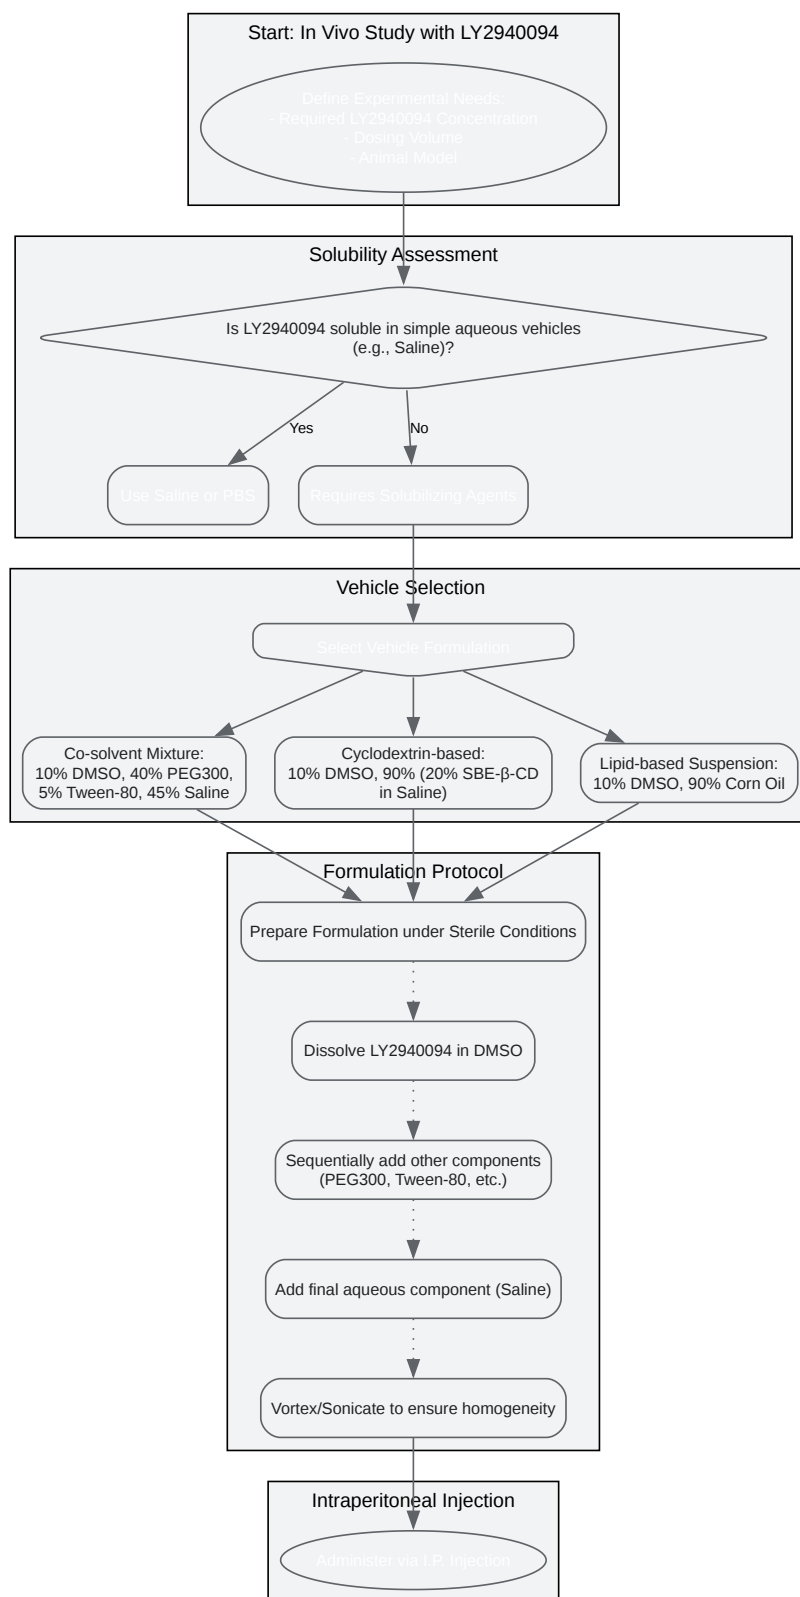 Start: In Vivo Study with LY2940094
Define Experimental Needs:
- Required LY2940094 Concentration
- Dosing Volume
- Animal Model
Solubility Assessment
Is LY2940094 soluble in simple aqueous vehicles
(e.g., Saline)?
Yes
No
Use Saline or PBS
Requires Solubilizing Agents
Vehicle Selection
Select Vehicle Formulation
Co-solvent Mixture:
10% DMSO, 40% PEG300,
5% Tween-80, 45% Saline
Cyclodextrin-based:
10% DMSO, 90% (20% SBE-β-CD
in Saline)
Lipid-based Suspension:
10% DMSO, 90% Corn Oil
Formulation Protocol
Prepare Formulation under Sterile Conditions
Dissolve LY2940094 in DMSO
Sequentially add other components
(PEG300, Tween-80, etc.)
Add final aqueous component (Saline)
Vortex/Sonicate to ensure homogeneity
Intraperitoneal Injection
Administer via I.P. Injection